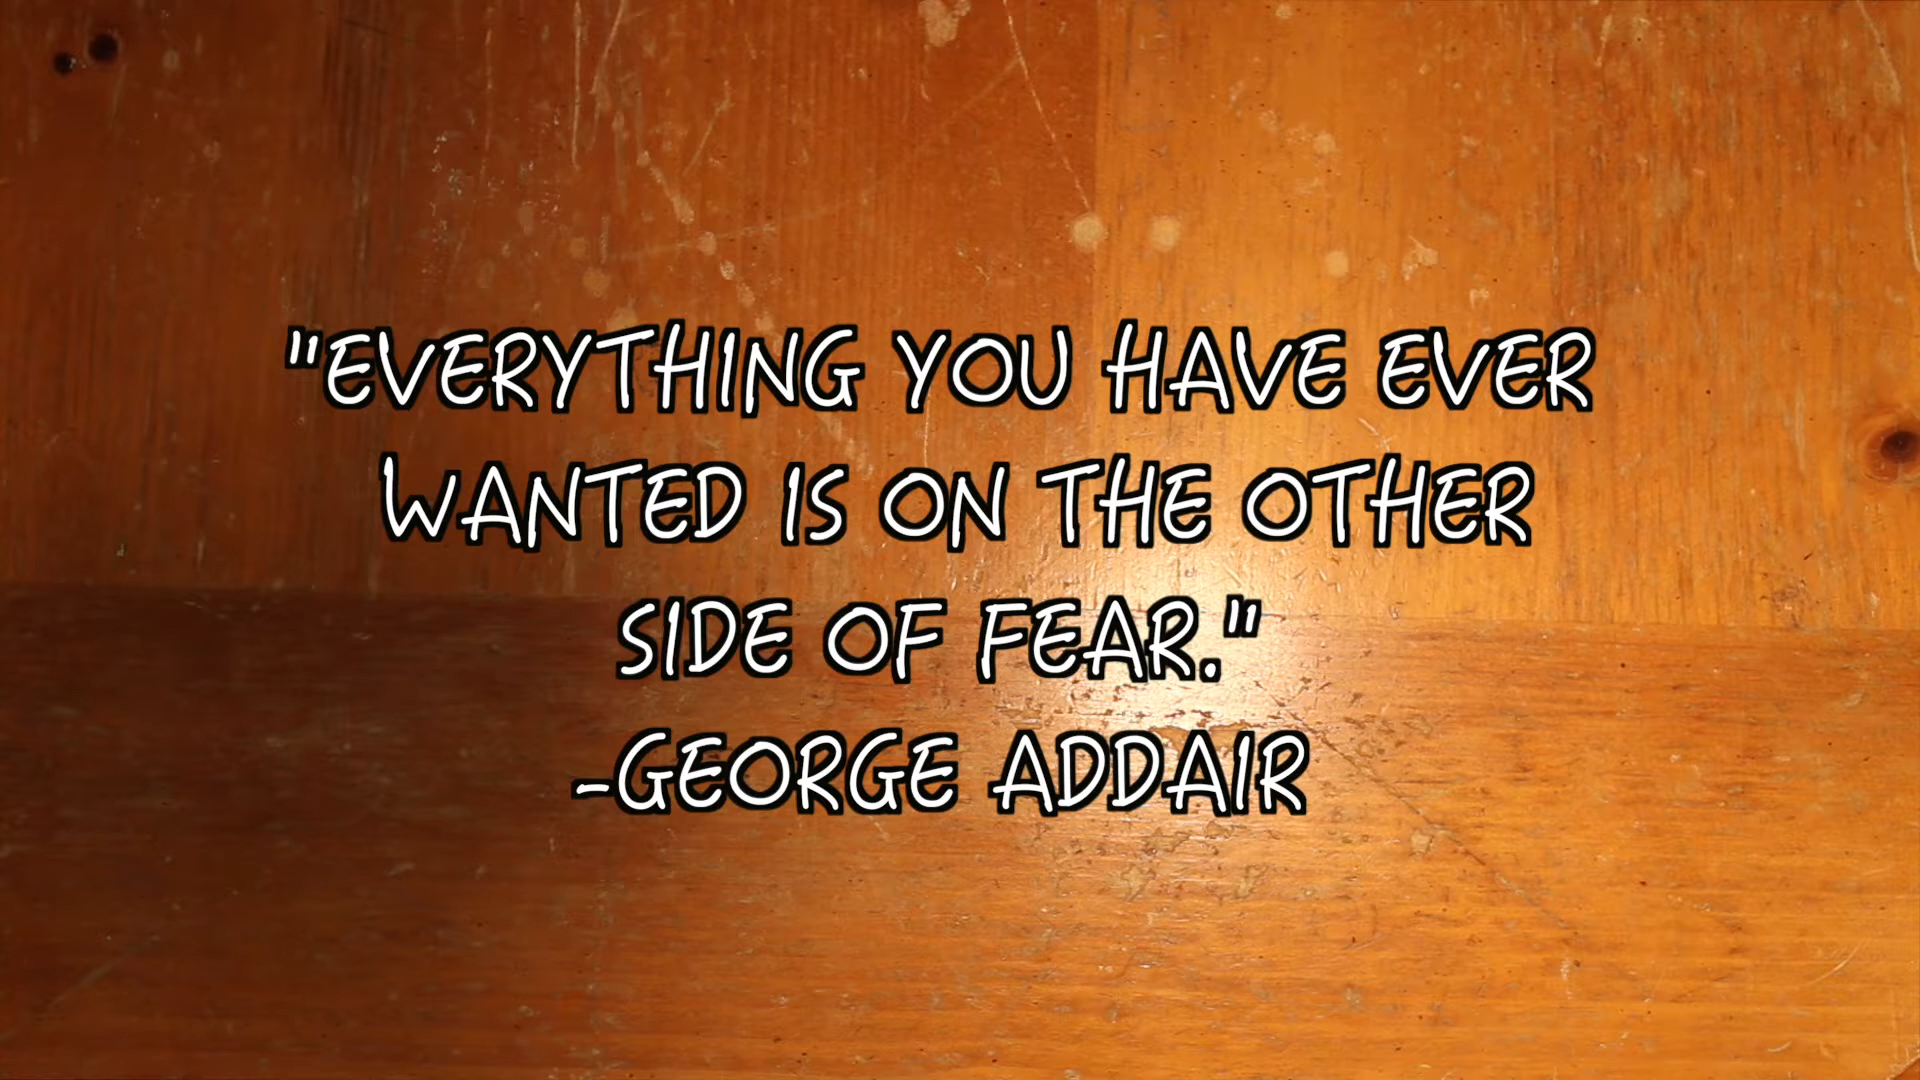 "EVERYTHING YOU HAVE EVER
WANTED IS ON THE OTHER
SIDE OF FEAR."
-GEORGE ADDAIR